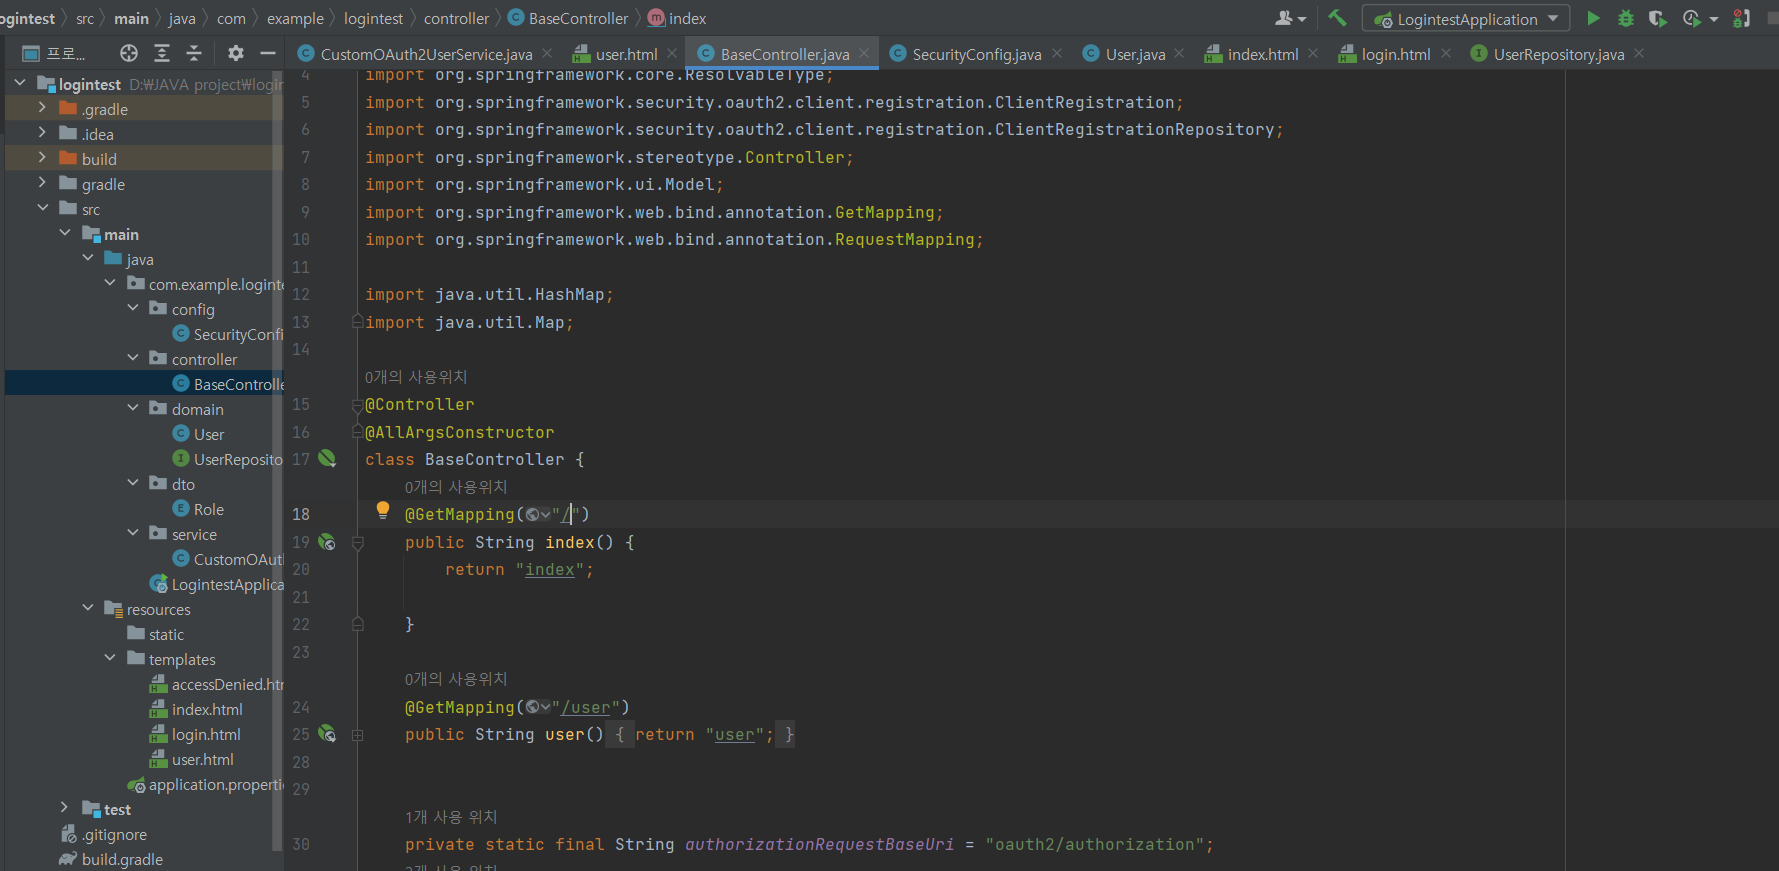 ogintest src main java com example logintest controller BaseController index LogintestApplication
프로... CustomOAuth2UserService.java user.html BaseController.java SecurityConfig.java User.java index.html login.html UserRepository.java
logintest D:₩JAVA project₩login
.gradle
.idea
build
gradle
src
main
java
com.example.loginte
config
SecurityConfi
controller
BaseControlle
domain
User
UserReposito
dto
Role
service
CustomOAut
LogintestApplica
resources
static
templates
accessDenied.htm
index.html
login.html
user.html
application.properti
test
.gitignore
build.gradle
4 import org.springframework.core.ResolvableType;
5 import org.springframework.security.oauth2.client.registration.ClientRegistration;
6 import org.springframework.security.oauth2.client.registration.ClientRegistrationRepository;
7 import org.springframework.stereotype.Controller;
8 import org.springframework.ui.Model;
9 import org.springframework.web.bind.annotation.GetMapping;
10 import org.springframework.web.bind.annotation.RequestMapping;
11
12 import java.util.HashMap;
13 import java.util.Map;
14
0개의 사용위치
15 @Controller
16 @AllArgsConstructor
17 class BaseController {
0개의 사용위치
18 @GetMapping("/")
19 public String index() {
20 return "index";
21
22 }
23
0개의 사용위치
24 @GetMapping("/user")
25 public String user() { return "user"; }
28
29
1개 사용 위치
30 private static final String authorizationRequestBaseUri = "oauth2/authorization";